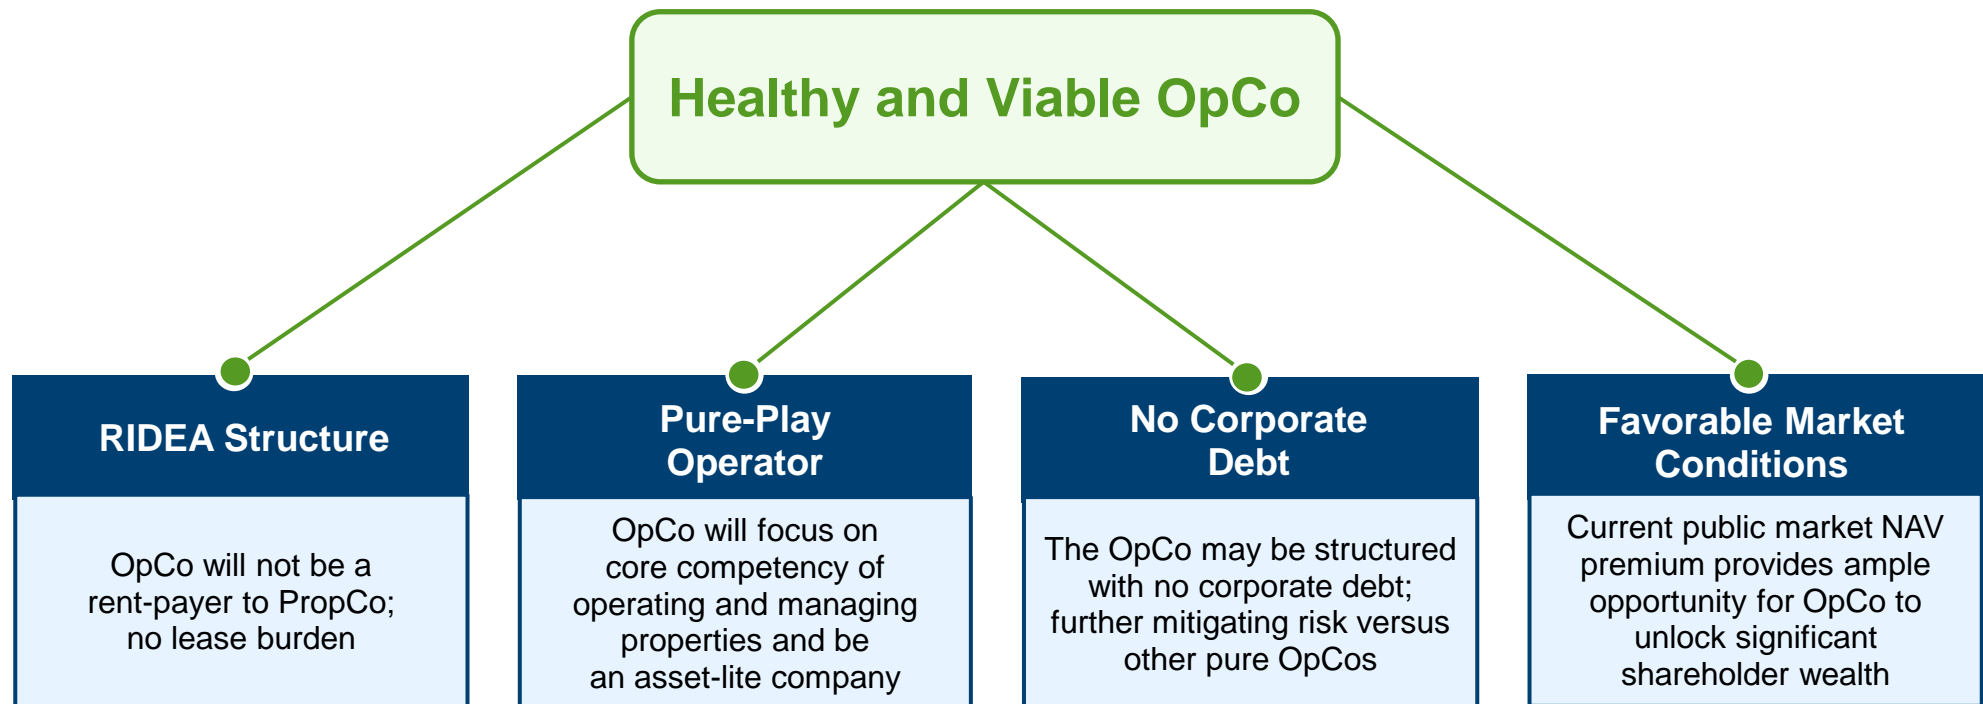 Healthy and Viable OpCo
RIDEA Structure
OpCo will not be a
rent-payer to PropCo;
no lease burden
Pure-Play
Operator
OpCo will focus on
core competency of
operating and managing
properties and be
an asset-lite company
No Corporate
Debt
The OpCo may be structured
with no corporate debt;
further mitigating risk versus
other pure OpCos
Favorable Market
Conditions
Current public market NAV
premium provides ample
opportunity for OpCo to
unlock significant
shareholder wealth